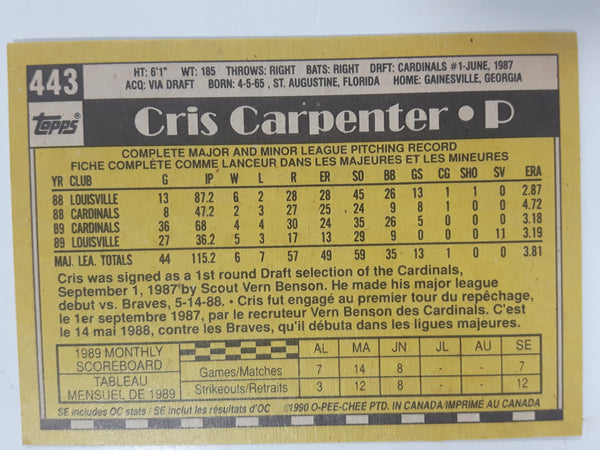 443
HT: 6'1" WT: 185 THROWS: RIGHT BATS: RIGHT DRFT: CARDINALS #1-JUNE, 1987
ACQ: VIA DRAFT BORN: 4-5-65 , ST. AUGUSTINE, FLORIDA HOME: GAINESVILLE, GEORGIA
Topps®
Cris Carpenter • P
COMPLETE MAJOR AND MINOR LEAGUE PITCHING RECORD
FICHE COMPLÈTE COMME LANCEUR DANS LES MAJEURES ET LES MINEURES
YR CLUB G IP W L R ER SO BB GS CG SHO SV ERA
88 LOUISVILLE 13 87.2 6 2 28 28 45 26 13 1 1 0 2.87
88 CARDINALS 8 47.2 2 3 27 25 24 9 8 1 0 0 4.72
89 CARDINALS 36 68 4 4 30 24 35 26 5 0 0 0 3.18
89 LOUISVILLE 27 36.2 5 3 17 13 29 9 0 0 0 11 3.19
MAJ. LEA. TOTALS 44 115.2 6 7 57 49 59 35 13 1 0 0 3.81
Cris was signed as a 1st round Draft selection of the Cardinals,
September 1, 1987 by Scout Vern Benson. He made his major league
debut vs. Braves, 5-14-88. • Cris fut engagé au premier tour du repêchage,
le 1er septembre 1987, par le recruteur Vern Benson des Cardinals. C'est
le 14 mai 1988, contre les Braves, qu'il débuta dans les ligues majeures.
1989 MONTHLY SCOREBOARD AL MA JN JL AU SE
Games/Matches 7 14 8 - - 7
TABLEAU MENSUEL DE 1989
Strikeouts/Retraits 3 12 8 - - 12
SE includes OC stats / SE inclut les résultats d'OC ©1990 O-PEE-CHEE PTD. IN CANADA/IMPRIMÉ AU CANADA